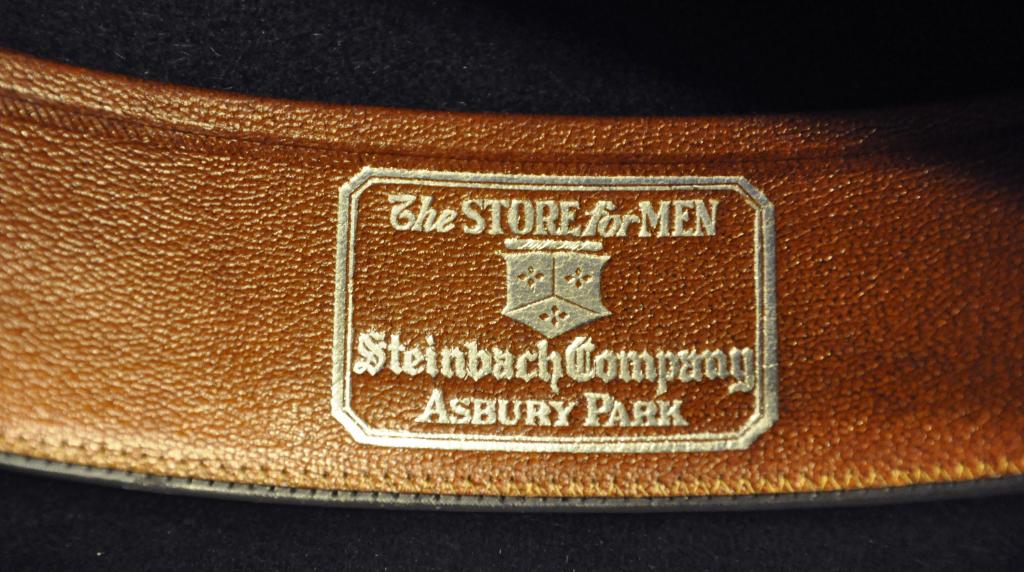 The STORE for MEN
Steinbach Company
ASBURY PARK